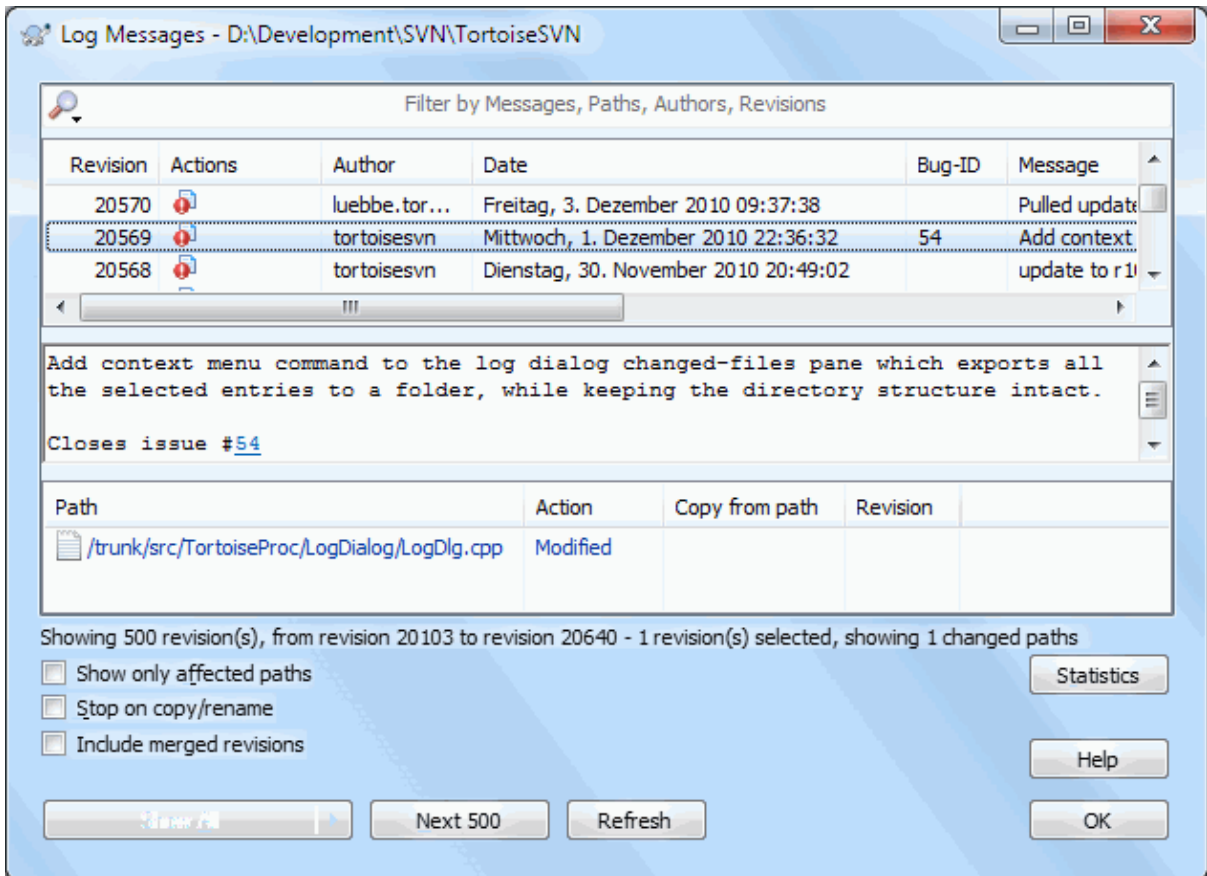 Log Messages - D:\Development\SVN\TortoiseSVN
Filter by Messages, Paths, Authors, Revisions
Revision Actions Author Date Bug-ID Message
20570 luebbe.tor... Freitag, 3. Dezember 2010 09:37:38 Pulled update
20569 tortoisesvn Mittwoch, 1. Dezember 2010 22:36:32 54 Add context
20568 tortoisesvn Dienstag, 30. November 2010 20:49:02 update to
Add context menu command to the log dialog changed-files pane which exports all
the selected entries to a folder, while keeping the directory structure intact.
Closes issue #54
Path Action Copy from path Revision
/trunk/src/TortoiseProc/LogDialog/LogDlg.cpp Modified
Showing 500 revision(s), from revision 20103 to revision 20640 - 1 revision(s) selected, showing 1 changed paths
Show only affected paths
Statistics
Stop on copy/rename
Include merged revisions
Help
Next 500 Refresh OK